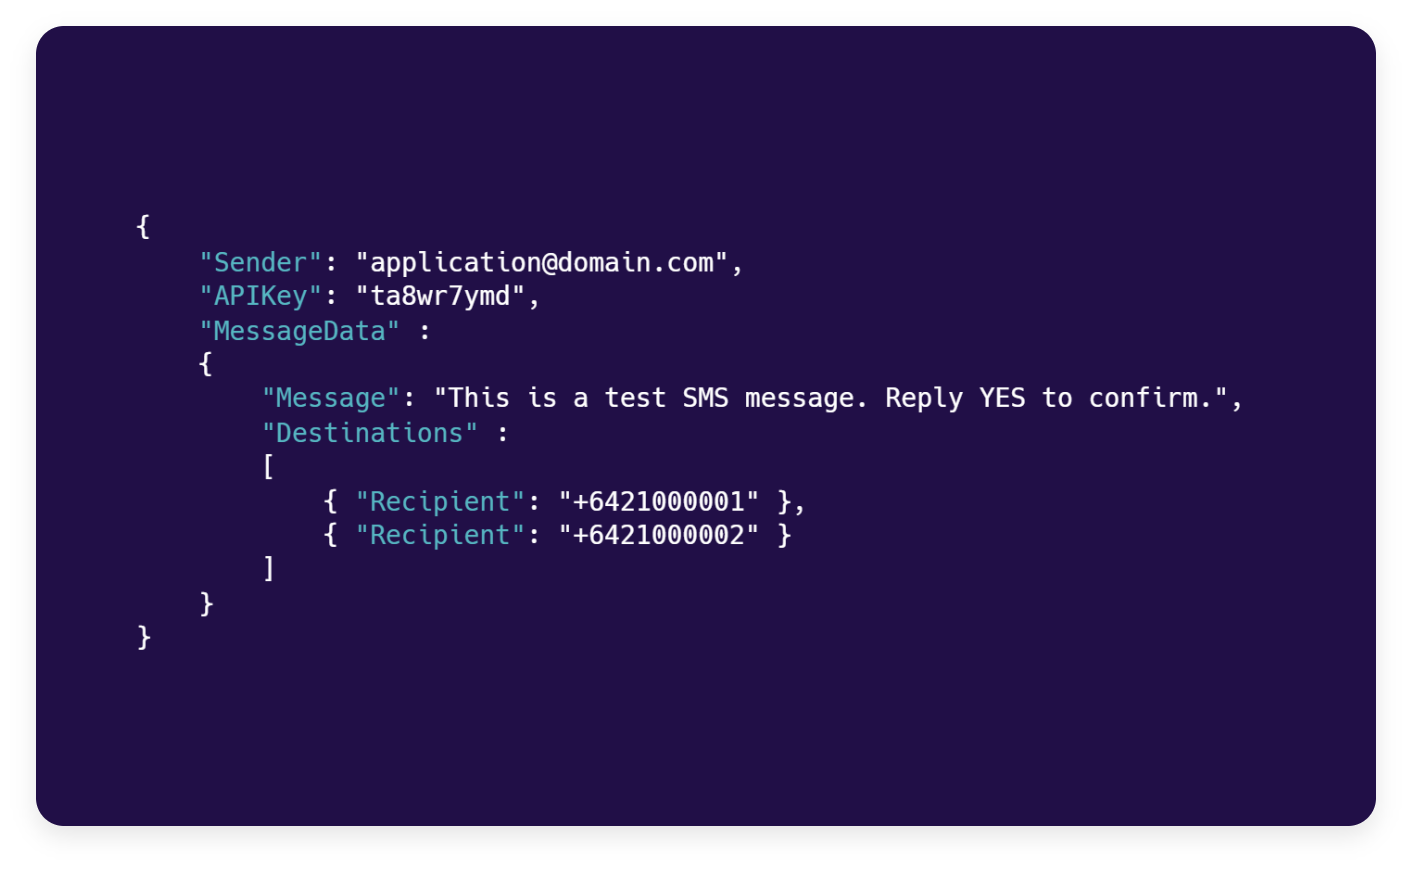 {
    "Sender": "application@domain.com",
    "APIKey": "ta8wr7ymd",
    "MessageData" :
    {
        "Message": "This is a test SMS message. Reply YES to confirm.",
        "Destinations" :
        [
            { "Recipient": "+6421000001" },
            { "Recipient": "+6421000002" }
        ]
    }
}